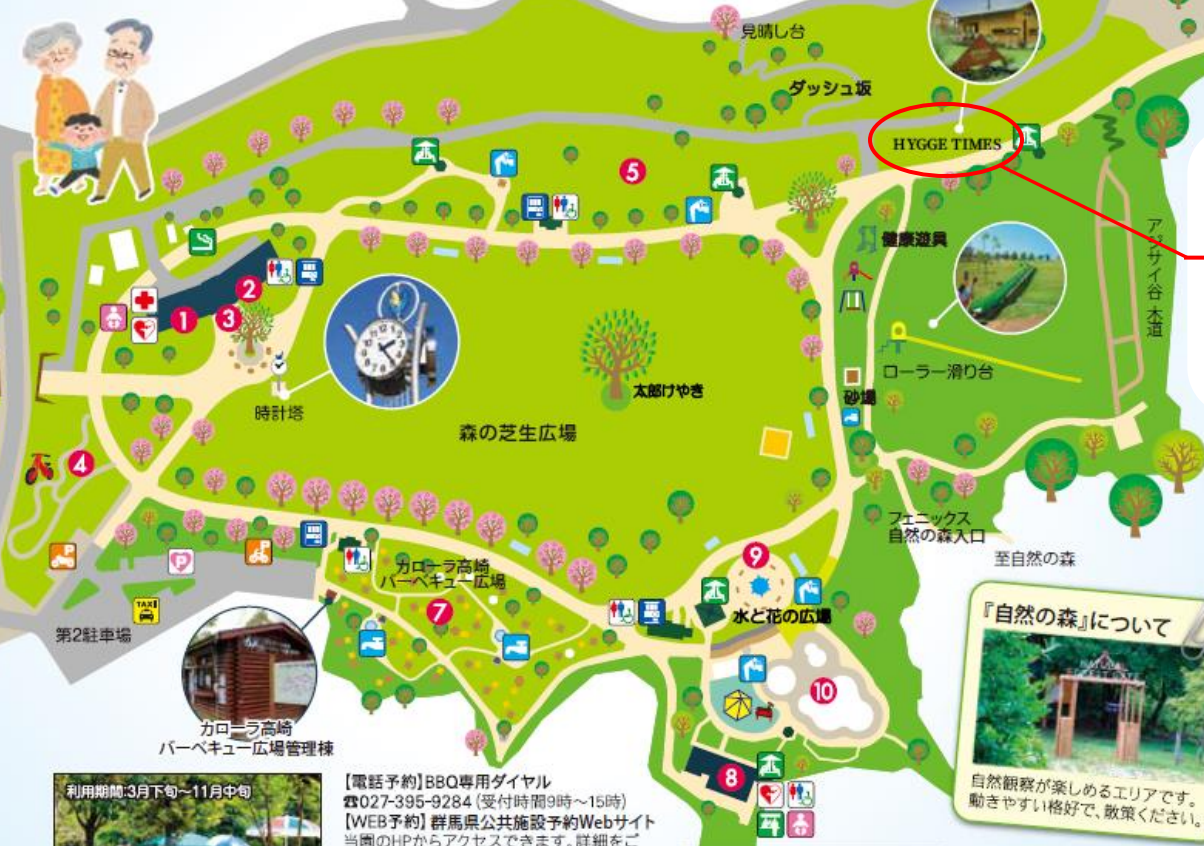 見晴し台
ダッシュ坂
HYGGE TIMES
5
健康遊具
アジサイ谷 木道
2
1
3
ローラー滑り台
砂場
太郎けやき
時計塔
森の芝生広場
4
フェニックス
自然の森入口
至自然の森
9
カローラ高崎
バーベキュー広場
7
水と花の広場
P
P
P
TAXI
第2駐車場
10
『自然の森』について
カローラ高崎
バーベキュー広場管理棟
8
自然観察が楽しめるエリアです。
動きやすい格好で、散策ください。
利用期間:3月下旬〜11月中旬
【電話予約】BBQ専用ダイヤル
☎027-395-9284 (受付時間9時〜15時)
【WEB予約】群馬県公共施設予約Webサイト
当園のHPからアクセスできます。詳細をご